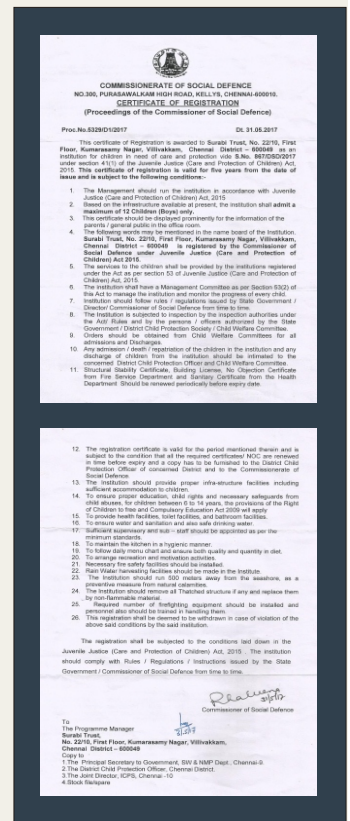 COMMISSIONERATE OF SOCIAL DEFENCE
NO.300, PURASAWALKAM HIGH ROAD, KELLYS, CHENNAI-600010.
CERTIFICATE OF REGISTRATION
(Proceedings of the Commissioner of Social Defence)
Proc.No.5329/D1/2017 Dt. 31.05.2017
This certificate of Registration is awarded to Surabi Trust, No. 22/10, First
Floor, Kumarasamy Nagar, Villivakkam, Chennai District – 600049 as an
institution for children in need of care and protection vide S.No. 867/DSD/2017
under section 41(1) of the Juvenile Justice (Care and Protection of Children) Act,
2015. This certificate of registration is valid for five years from the date of
issue and is subject to the following conditions:-
1. The Management should run the institution in accordance with Juvenile
Justice (Care and Protection of Children) Act, 2015
2. Based on the infrastructure available at present, the institution shall admit a
maximum of 12 Children (Boys) only.
3. This certificate should be displayed prominently for the information of the
parents / general public in the office room.
4. The following words may be mentioned in the name board of the Institution.
Surabi Trust, No. 22/10, First Floor, Kumarasamy Nagar, Villivakkam,
Chennai District – 600049 is registered by the Commissioner of
Social Defence under Juvenile Justice (Care and Protection of
Children) Act 2015.
5. The services to the children shall be provided by the institutions registered
under the Act as per section 53 of Juvenile Justice (Care and Protection of
Children) Act, 2015.
6. The institution shall have a Management Committee as per Section 53(2) of
this Act to manage the institution and monitor the progress of every child.
7. Institution should follow rules / regulations issued by State Government /
Director/ Commissioner of Social Defence from time to time.
8. The Institution is subjected to inspection by the inspection authorities under
the Act/ Rules and by the persons / officers authorized by the State
Government / District Child Protection Society / Child Welfare Committee.
9. Orders should be obtained from Child Welfare Committees for all
admissions and Discharges.
10. Any admission / death / repatriation of the children in the institution and any
discharge of children from the institution should be intimated to the
concerned District Child Protection Officer and Child Welfare Committee.
11. Structural Stability Certificate, Building License, No Objection Certificate
from Fire Service Department and Sanitary Certificate from the Health
Department Should be renewed periodically before expiry date.
12. The registration certificate is valid for the period mentioned therein and is
subject to the condition that all the required certificates/ NOC are renewed
in time before expiry and a copy has to be furnished to the District Child
Protection Officer of concerned District and to the Commissionerate of
Social Defence.
13. The Institution should provide proper infra-structure facilities including
sufficient accommodation to children.
14. To ensure proper education, child rights and necessary safeguards from
child abuses, for children between 6 to 14 years, the provisions of the Right
of Children to free and Compulsory Education Act 2009 will apply.
15. To provide health facilities, toilet facilities, and bathroom facilities.
16. To ensure water and sanitation and also safe drinking water.
17. Sufficient supervisory and sub – staff should be appointed as per the
minimum standards.
18. To maintain the kitchen in a hygienic manner.
19. To follow daily menu chart and ensure both quality and quantity in diet.
20. To arrange recreation and motivation activities.
21. Necessary fire safety facilities should be installed.
22. Rain Water harvesting facilities should be made in the Institute.
23. The Institution should run 500 meters away from the seashore, as a
preventive measure from natural calamities.
24. The Institution should remove all Thatched structure if any and replace them
by non-flammable material.
25. Required number of firefighting equipment should be installed and
personnel also should be trained in handling them.
26. This registration shall be deemed to be withdrawn in case of violation of the
above said conditions by the said institution.
The registration shall be subjected to the conditions laid down in the
Juvenile Justice (Care and Protection of Children) Act, 2015 . The institution
should comply with Rules / Regulations / Instructions issued by the State
Government / Commissioner of Social Defence from time to time.
31/5/17
Commissioner of Social Defence
To
The Programme Manager
Surabi Trust,
No. 22/10, First Floor, Kumarasamy Nagar, Villivakkam,
Chennai District – 600049
Copy to
1.The Principal Secretary to Government, SW & NMP Dept., Chennai-9.
2.The District Child Protection Officer, Chennai District.
3.The Joint Director, ICPS, Chennai -10
4.Stock file/spare